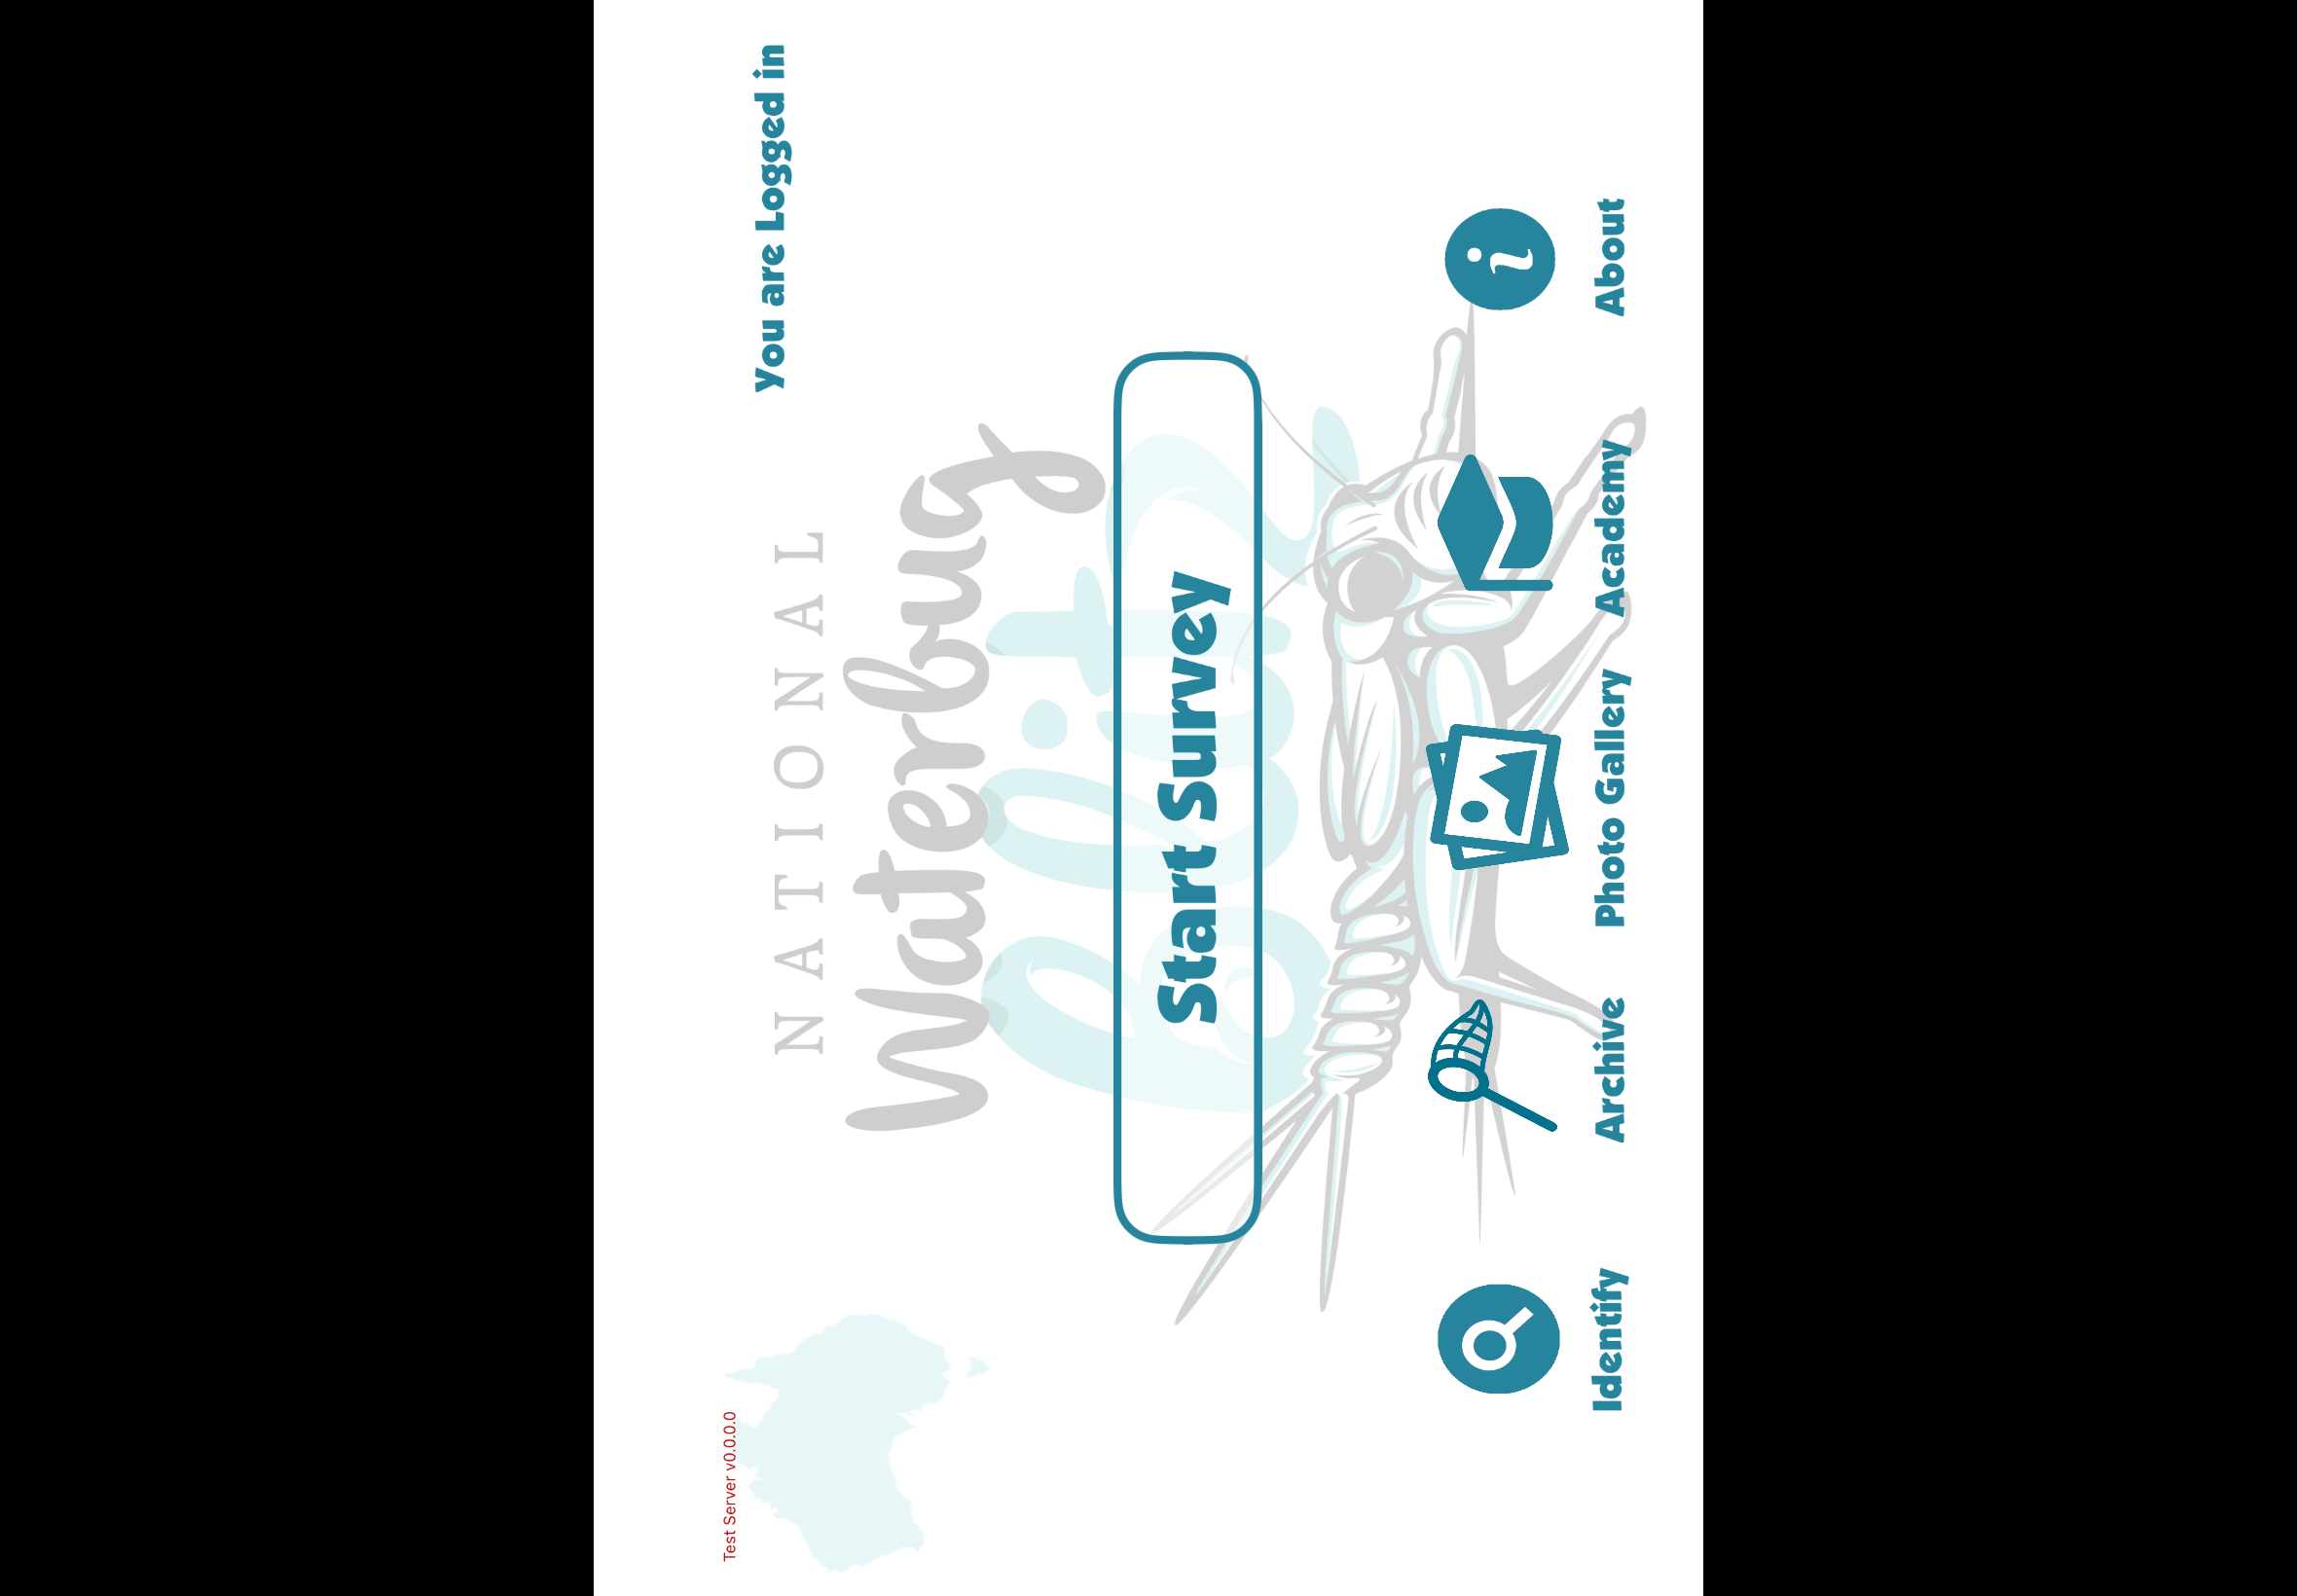 Test Server v0.0.0.0
You are Logged in
NATIONAL
Waterbug
Blitz
Start Survey
Identify
Archive
Photo Gallery
Academy
About